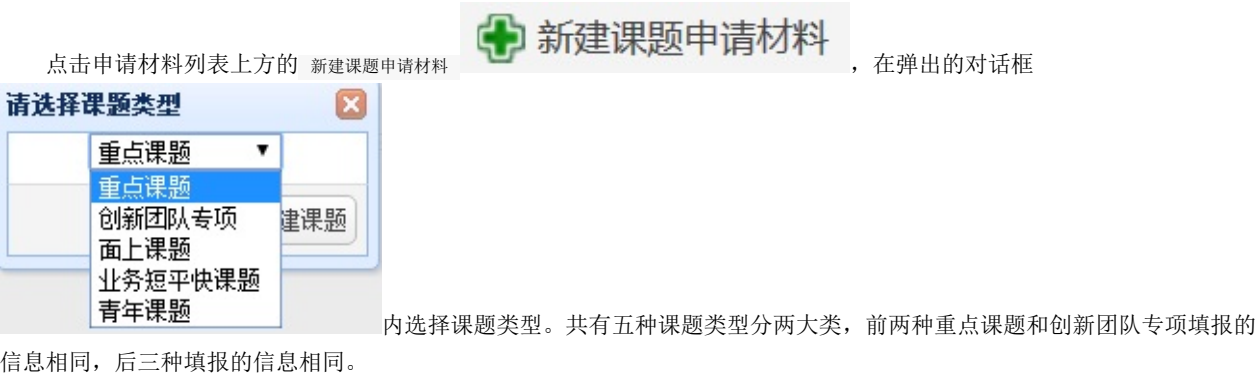 点击申请材料列表上方的 新建课题申请材料 新建课题申请材料 ，在弹出的对话框
请选择课题类型
重点课题
重点课题
创新团队专项
建课题
面上课题
业务短平快课题
青年课题
内选择课题类型。共有五种课题类型分两大类，前两种重点课题和创新团队专项填报的
信息相同，后三种填报的信息相同。